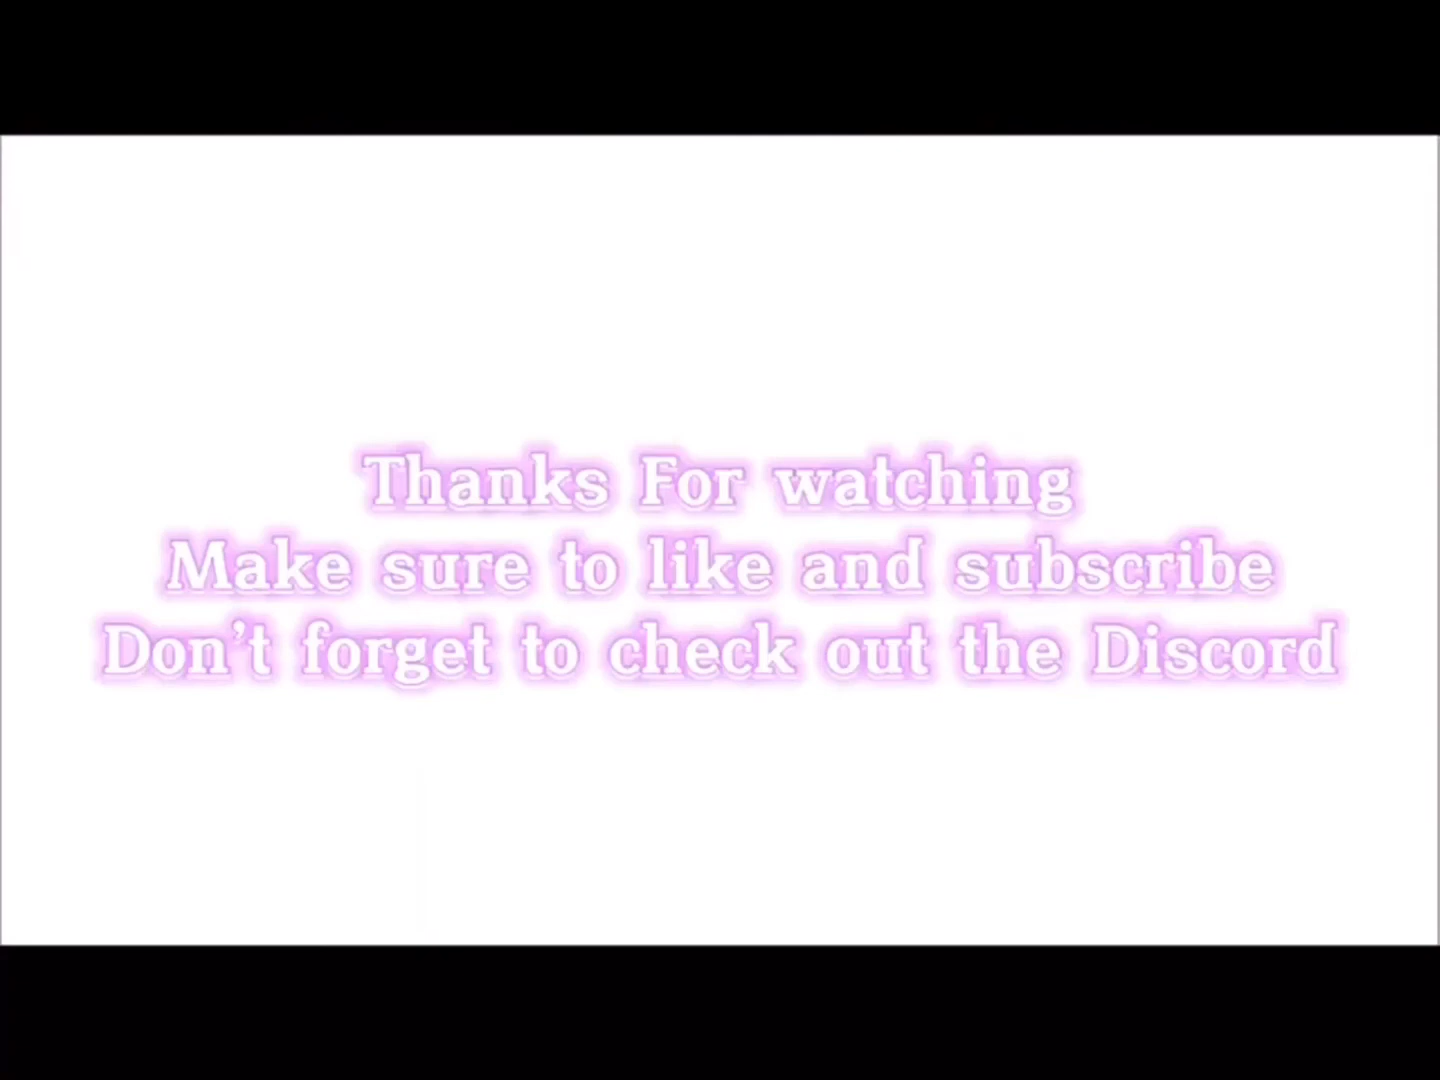 Thanks For watching
Make sure to like and subscribe
Don't forget to check out the Discord